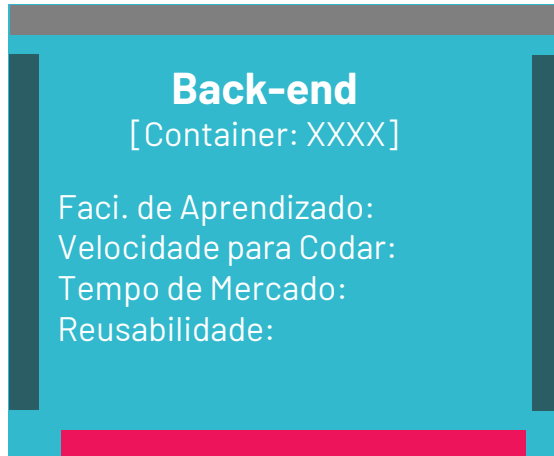 Back-end
[Container: XXXX]
Faci. de Aprendizado:
Velocidade para Codar:
Tempo de Mercado:
Reusabilidade: